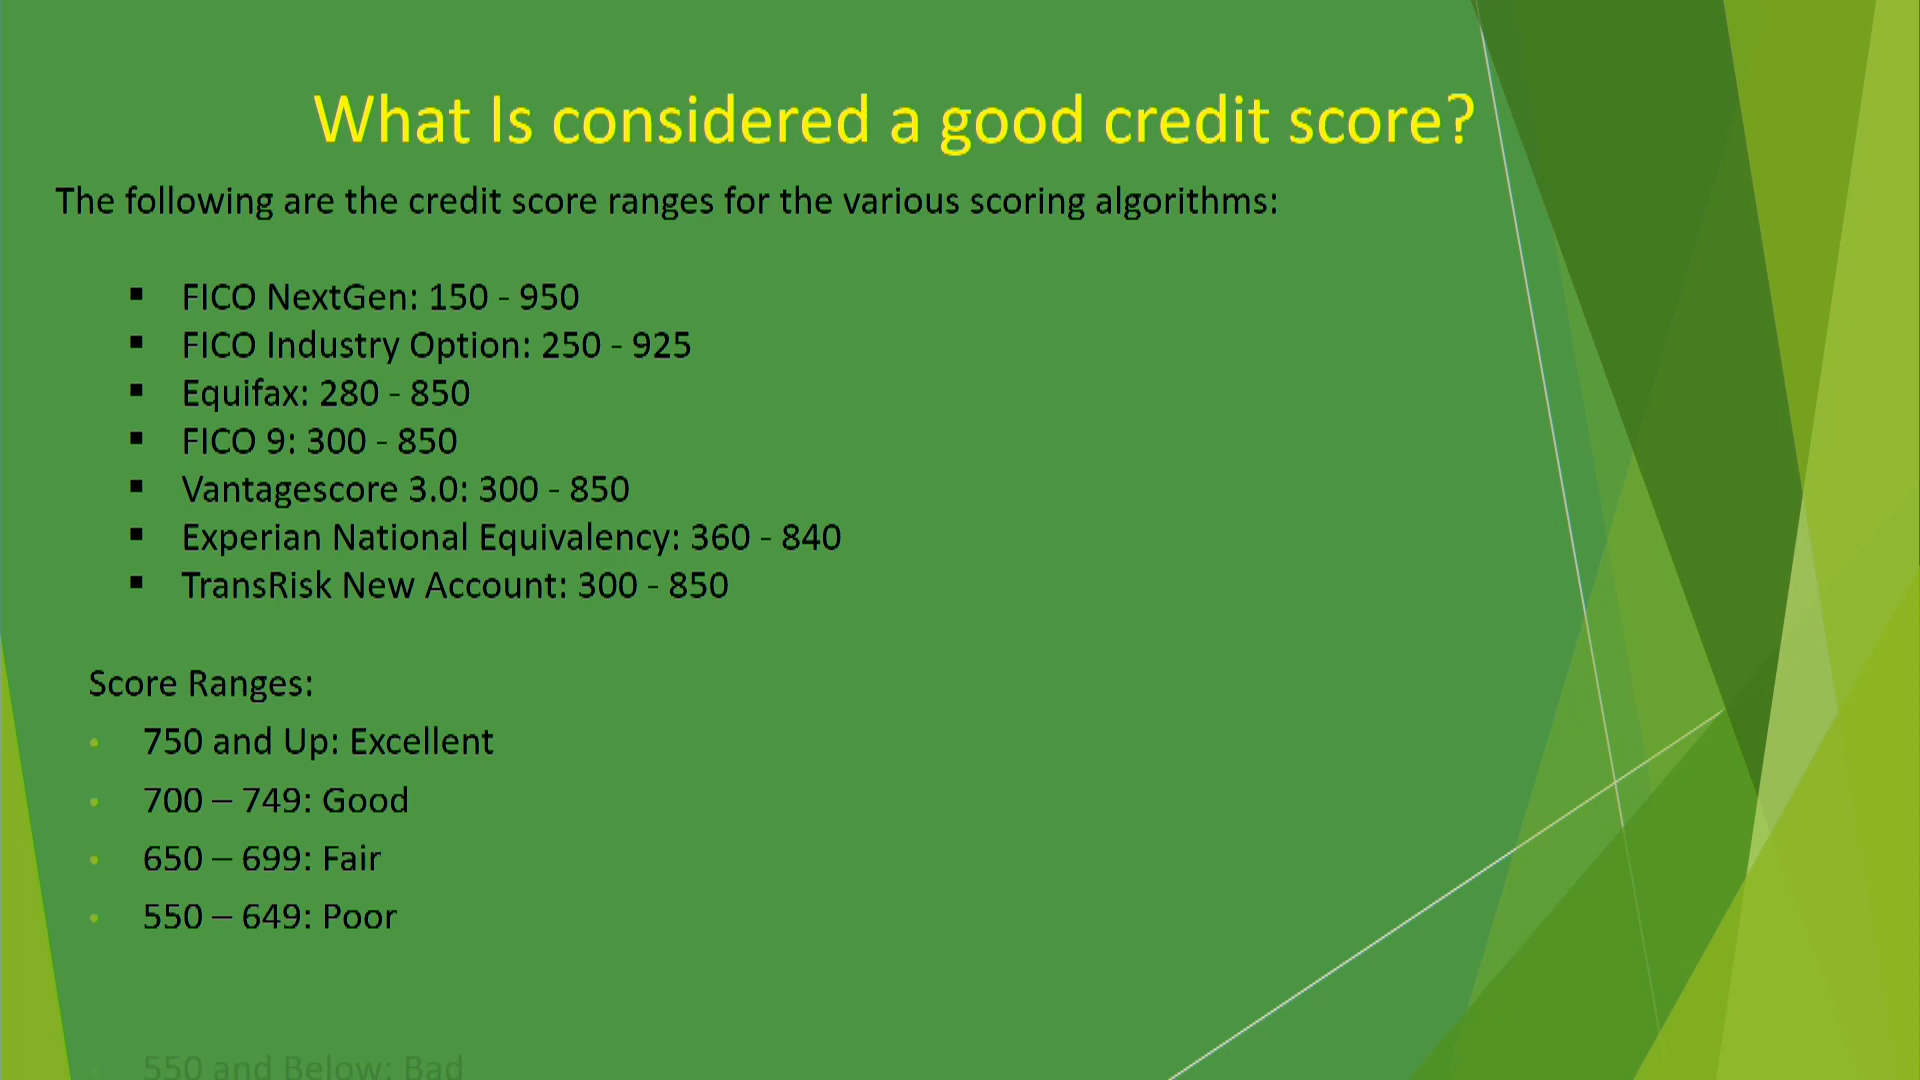 What Is considered a good credit score?
The following are the credit score ranges for the various scoring algorithms:
▪ FICO NextGen: 150 - 950
▪ FICO Industry Option: 250 - 925
▪ Equifax: 280 - 850
▪ FICO 9: 300 - 850
▪ Vantagescore 3.0: 300 - 850
▪ Experian National Equivalency: 360 - 840
▪ TransRisk New Account: 300 - 850
Score Ranges:
• 750 and Up: Excellent
• 700 – 749: Good
• 650 – 699: Fair
• 550 – 649: Poor
550 and Below: Bad